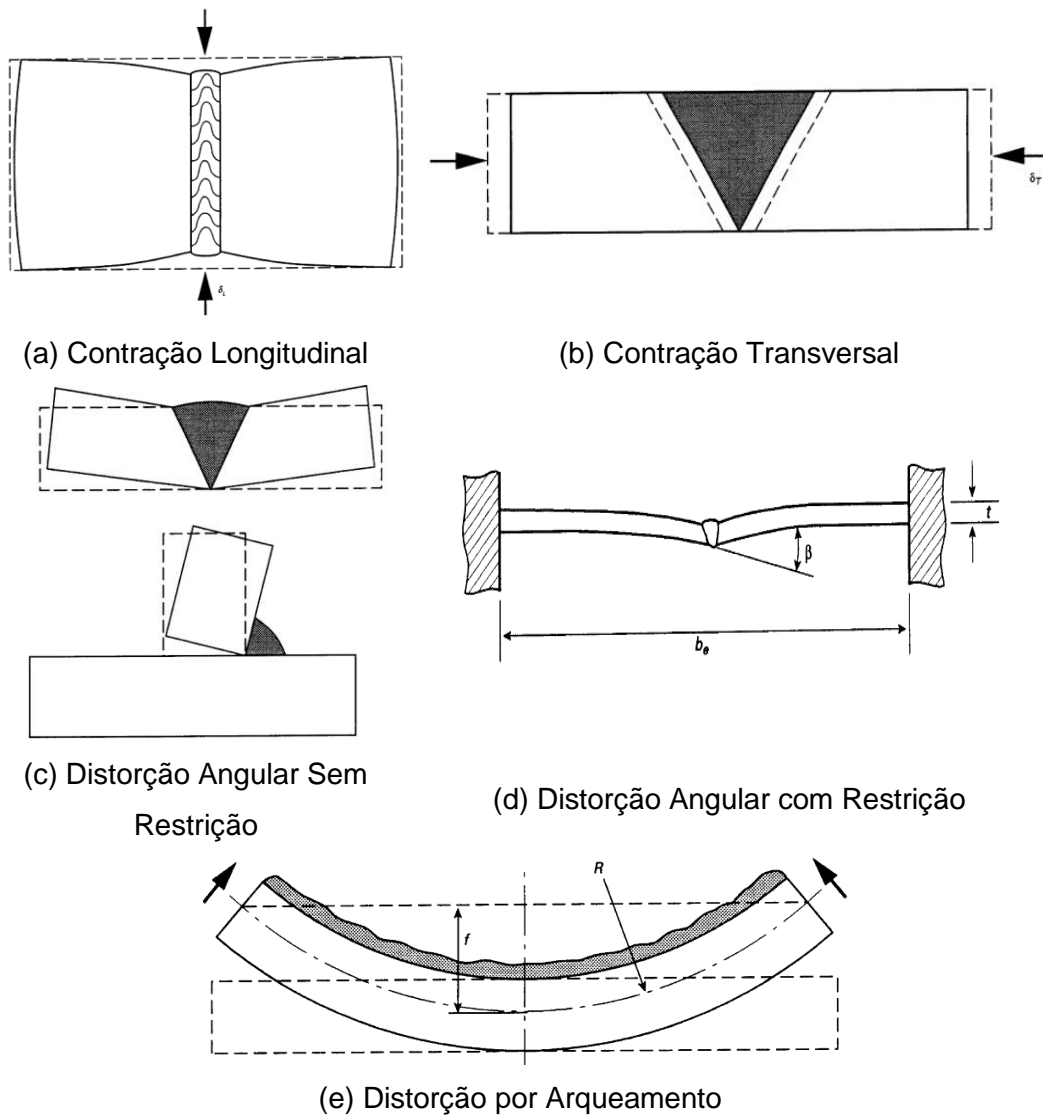 δL
δT
(a) Contração Longitudinal
(b) Contração Transversal
t
β
bθ
(c) Distorção Angular Sem
Restrição
(d) Distorção Angular com Restrição
R
f
(e) Distorção por Arqueamento